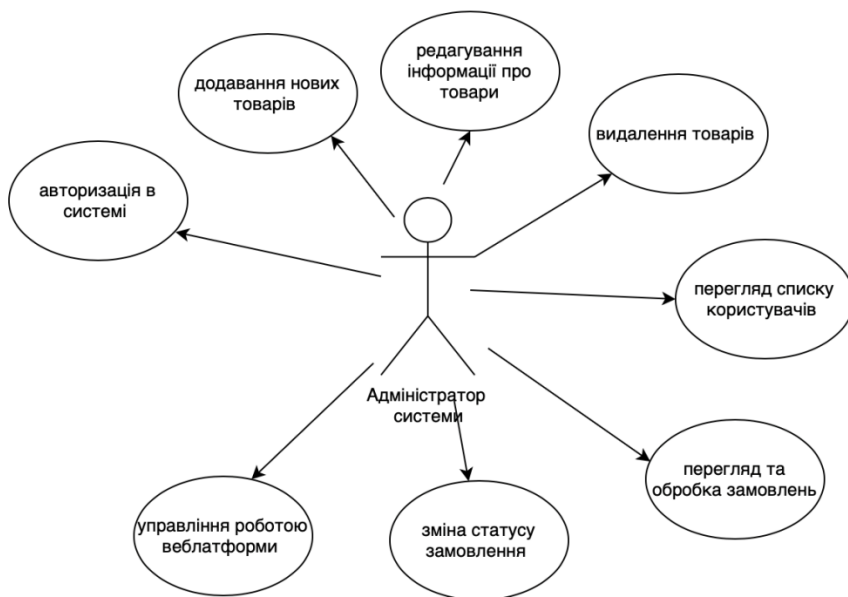 редагування
інформації про
товари
додавання нових
товарів
видалення товарів
авторизація в
системі
перегляд списку
користувачів
Адміністратор
системи
перегляд та
обробка замовлень
управління роботою
веблатформи
зміна статусу
замовлення